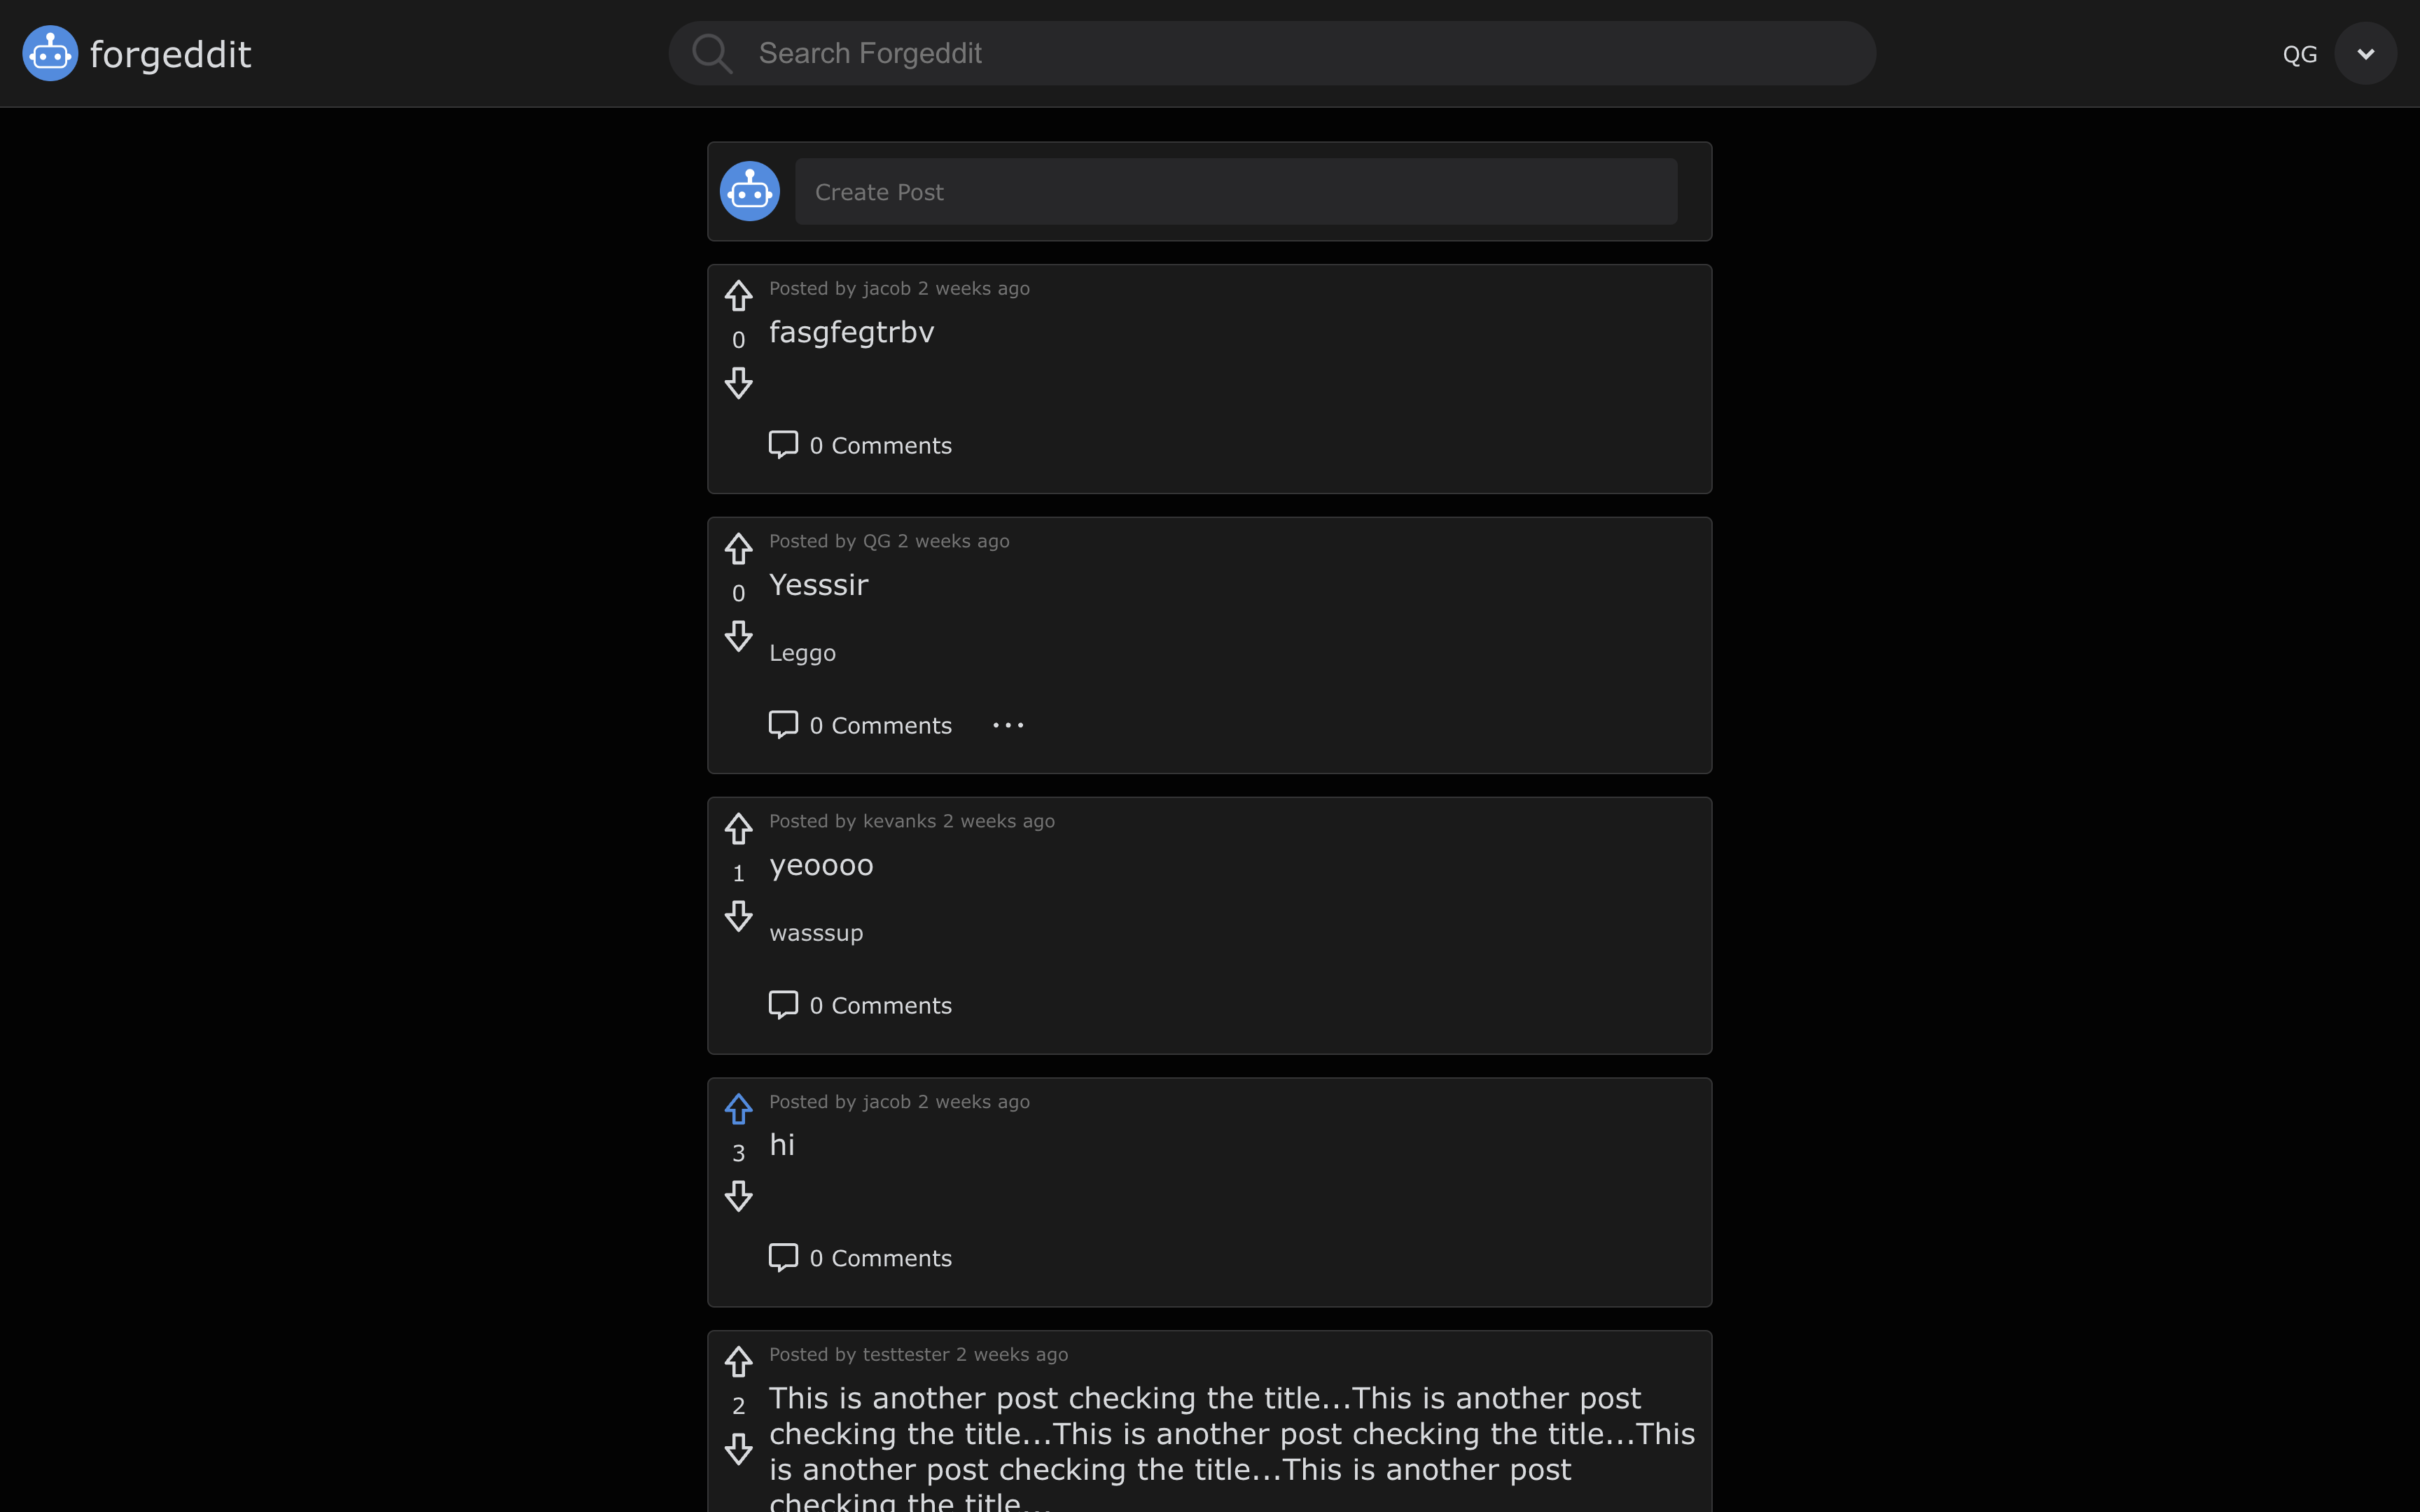 forgeddit
Search Forgeddit
QG
Create Post
Posted by jacob 2 weeks ago
0
fasgfegtrbv
0 Comments
Posted by QG 2 weeks ago
0
Yesssir
Leggo
0 Comments
Posted by kevanks 2 weeks ago
1
yeoooo
wasssup
0 Comments
Posted by jacob 2 weeks ago
3
hi
0 Comments
Posted by testtester 2 weeks ago
2
This is another post checking the title...This is another post
checking the title...This is another post checking the title...This
is another post checking the title...This is another post
checking the title...